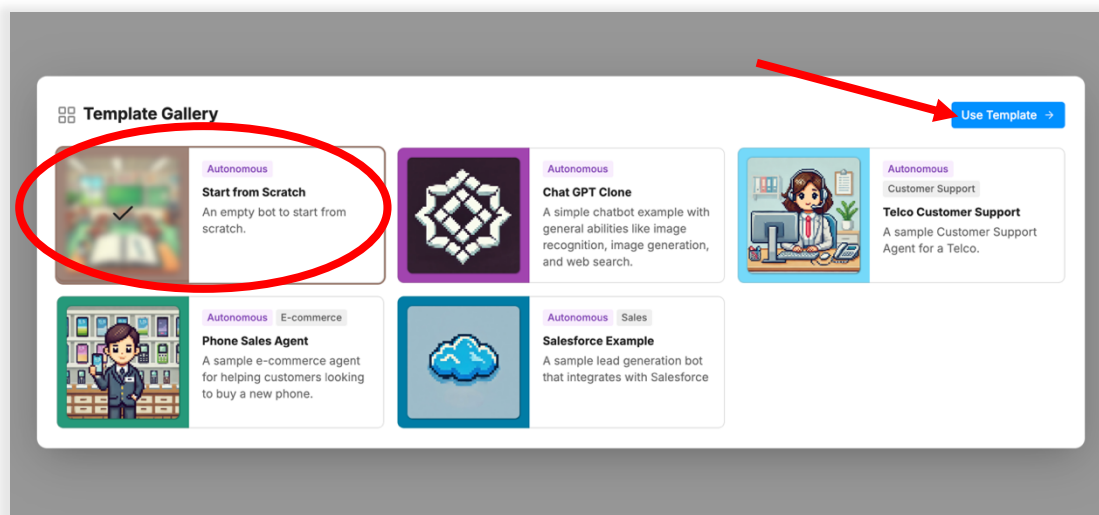 Template Gallery
Use Template →
Autonomous
Start from Scratch
An empty bot to start from
scratch.
Autonomous
Chat GPT Clone
A simple chatbot example with
general abilities like image
recognition, image generation,
and web search.
Autonomous
Customer Support
Telco Customer Support
A sample Customer Support
Agent for a Telco.
Autonomous E-commerce
Phone Sales Agent
A sample e-commerce agent
for helping customers looking
to buy a new phone.
Autonomous Sales
Salesforce Example
A sample lead generation bot
that integrates with Salesforce